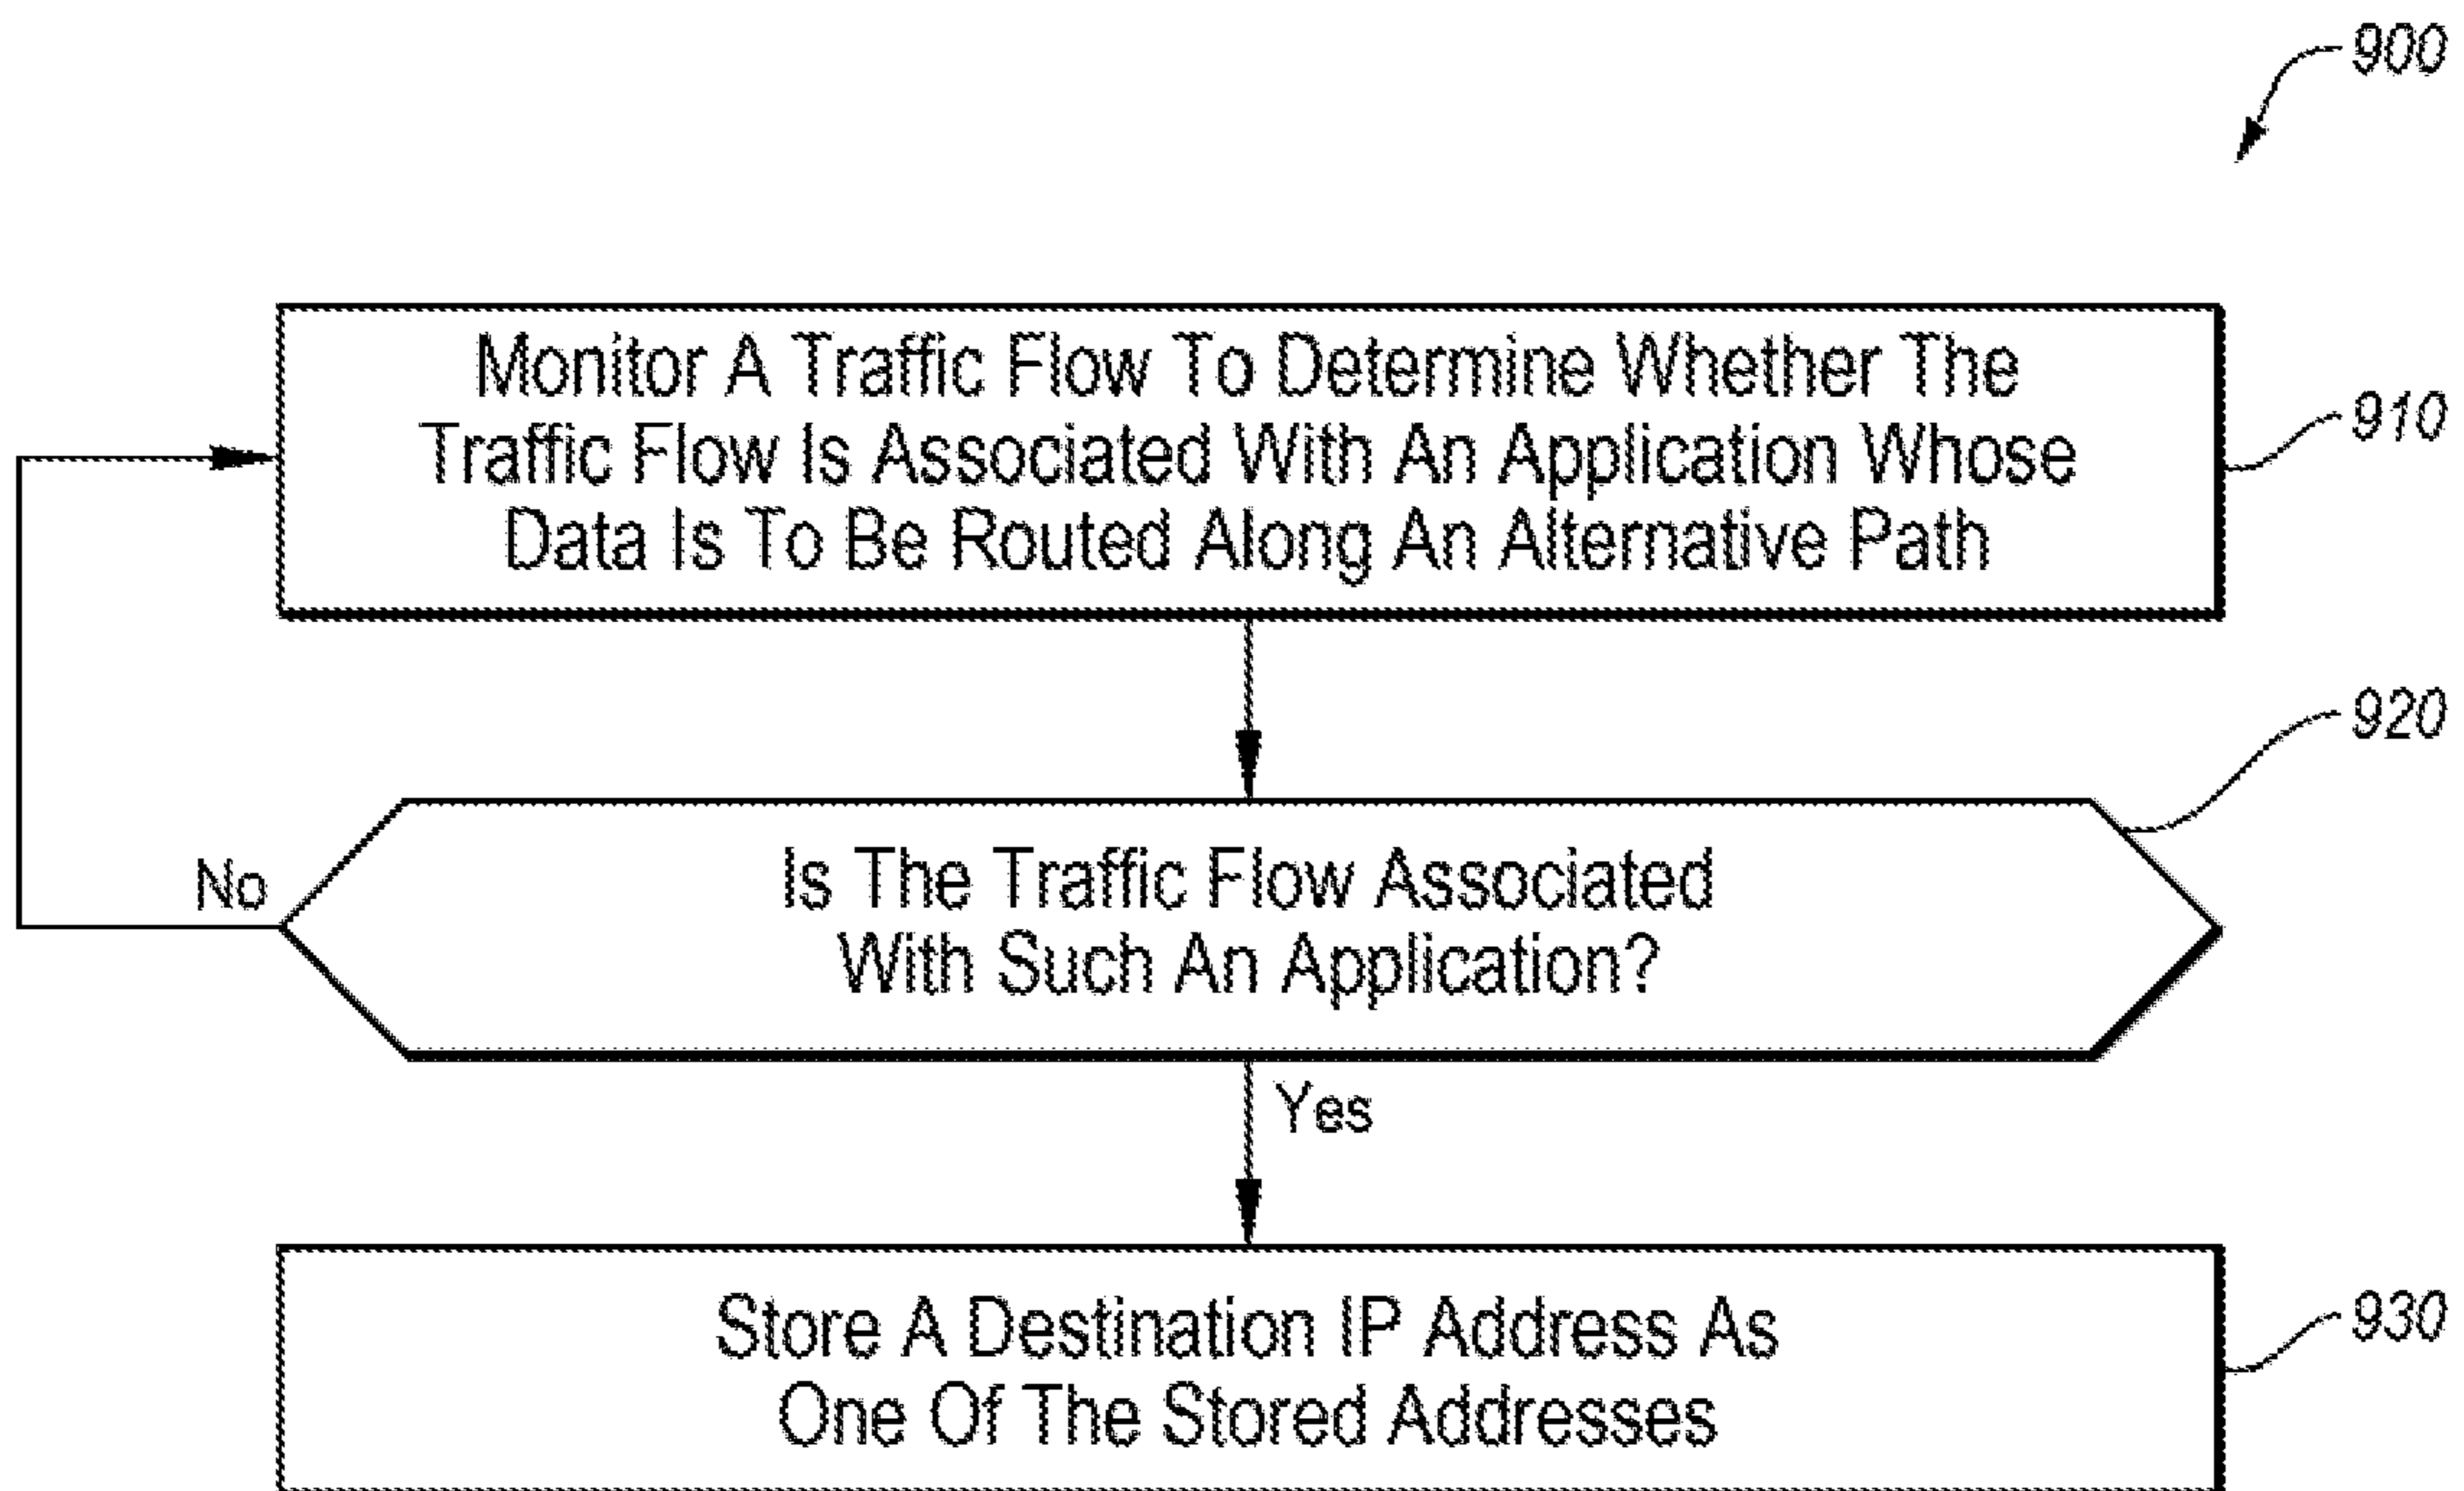 900
Monitor A Traffic Flow To Determine Whether The
Traffic Flow Is Associated With An Application Whose
Data Is To Be Routed Along An Alternative Path
910
920
No
Is The Traffic Flow Associated
With Such An Application?
Yes
Store A Destination IP Address As
One Of The Stored Addresses
930